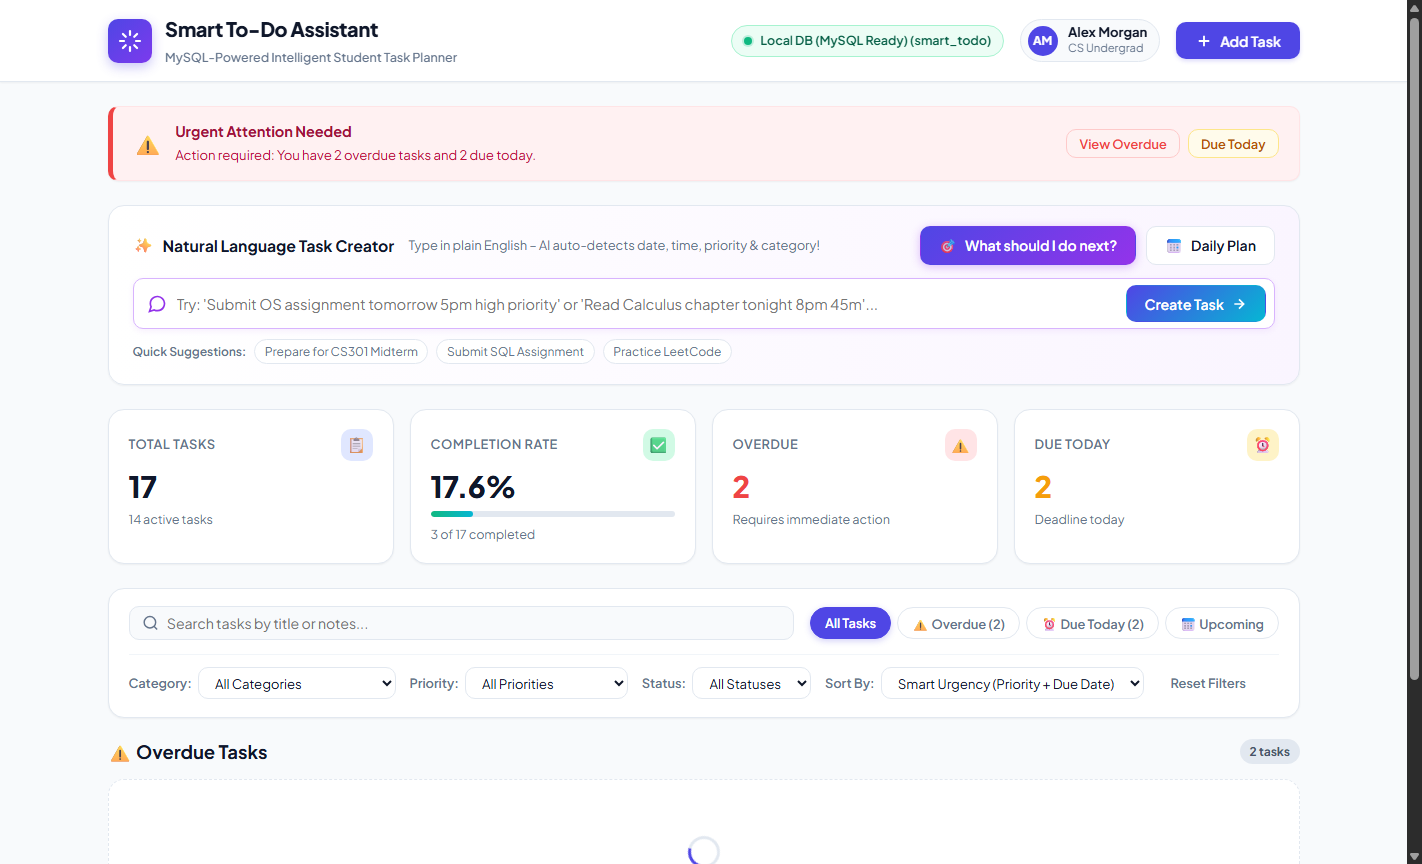 Smart To-Do Assistant
MySQL-Powered Intelligent Student Task Planner
Local DB (MySQL Ready) (smart_todo)
AM
Alex Morgan
CS Undergrad
+ Add Task
Urgent Attention Needed
Action required: You have 2 overdue tasks and 2 due today.
View Overdue
Due Today
Natural Language Task Creator
Type in plain English – AI auto-detects date, time, priority & category!
What should I do next?
Daily Plan
Try: 'Submit OS assignment tomorrow 5pm high priority' or 'Read Calculus chapter tonight 8pm 45m'...
Create Task →
Quick Suggestions:
Prepare for CS301 Midterm
Submit SQL Assignment
Practice LeetCode
TOTAL TASKS
17
14 active tasks
COMPLETION RATE
17.6%
3 of 17 completed
OVERDUE
2
Requires immediate action
DUE TODAY
2
Deadline today
Search tasks by title or notes...
All Tasks
Overdue (2)
Due Today (2)
Upcoming
Category:
All Categories
Priority:
All Priorities
Status:
All Statuses
Sort By:
Smart Urgency (Priority + Due Date)
Reset Filters
Overdue Tasks
2 tasks